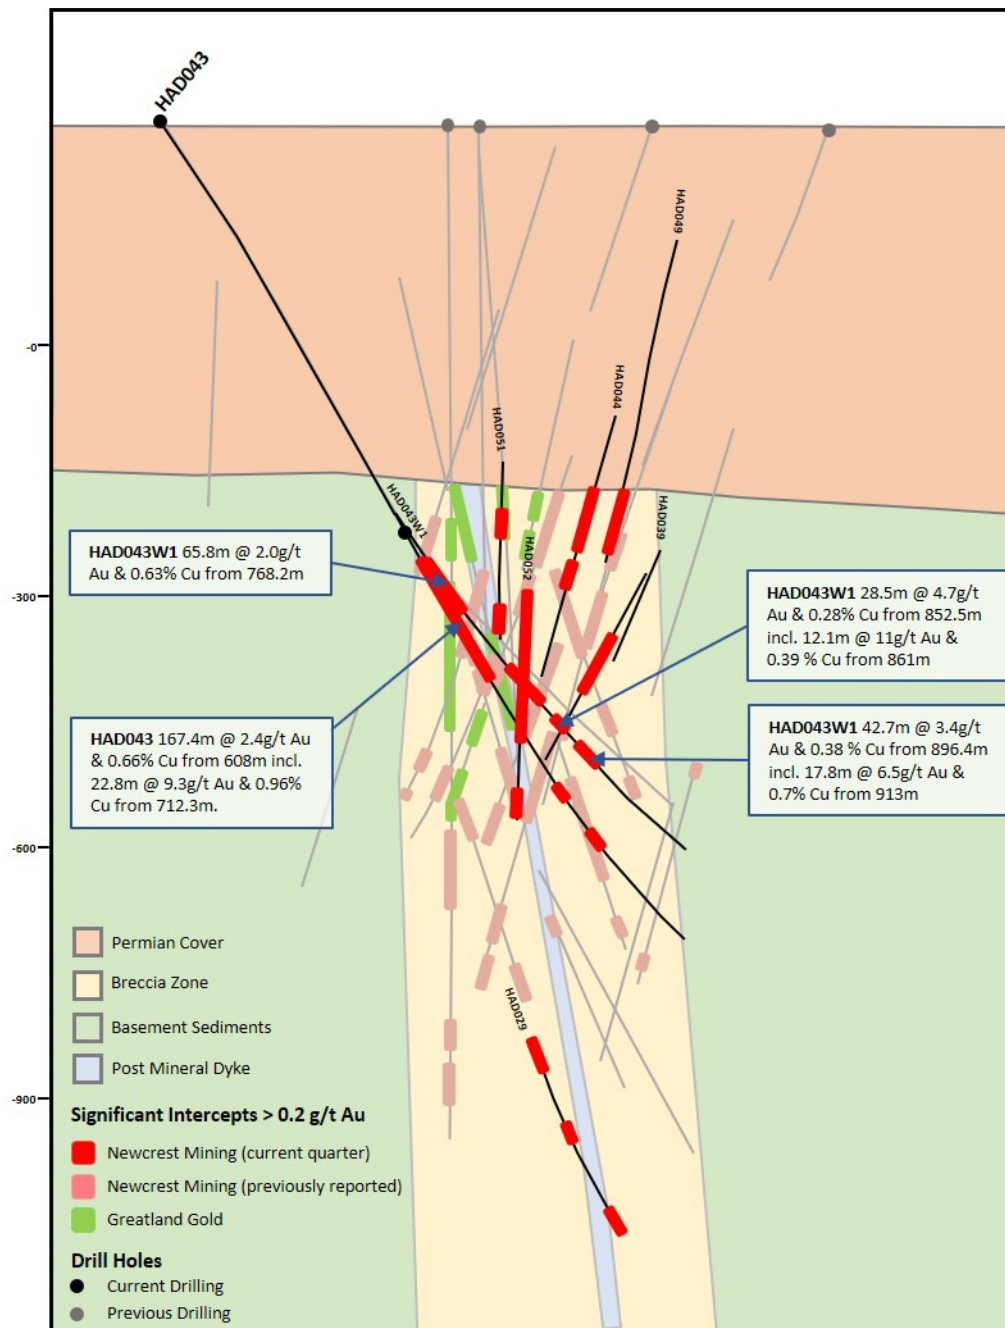 HAD043
HAD049
-0
HAD044
HAD051
HAD043W1
HAD039
HAD052
HAD043W1 65.8m @ 2.0g/t
Au & 0.63% Cu from 768.2m
-300
HAD043W1 28.5m @ 4.7g/t
Au & 0.28% Cu from 852.5m
incl. 12.1m @ 11g/t Au &
0.39 % Cu from 861m
HAD043 167.4m @ 2.4g/t Au
& 0.66% Cu from 608m incl.
22.8m @ 9.3g/t Au & 0.96%
Cu from 712.3m.
HAD043W1 42.7m @ 3.4g/t
Au & 0.38 % Cu from 896.4m
incl. 17.8m @ 6.5g/t Au &
0.7% Cu from 913m
-600
Permian Cover
Breccia Zone
Basement Sediments
HAD029
Post Mineral Dyke
-900
Significant Intercepts > 0.2 g/t Au
Newcrest Mining (current quarter)
Newcrest Mining (previously reported)
Greatland Gold
Drill Holes
Current Drilling
Previous Drilling